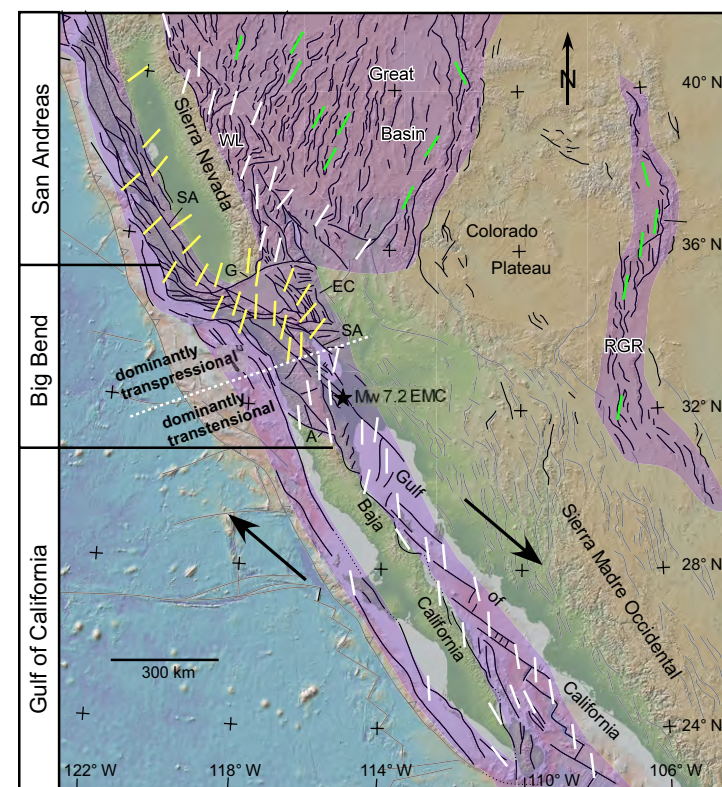 San Andreas
Big Bend
Gulf of California
N
Great
Basin
40° N
Sierra Nevada
WL
SA
Colorado
Plateau
36° N
G
EC
SA
RGR
dominantly
transpressional
dominantly
transtensional
Mw 7.2 EMC
32° N
A
Gulf
of
California
Baja
California
Sierra Madre Occidental
28° N
300 km
24° N
122° W
118° W
114° W
110° W
106° W